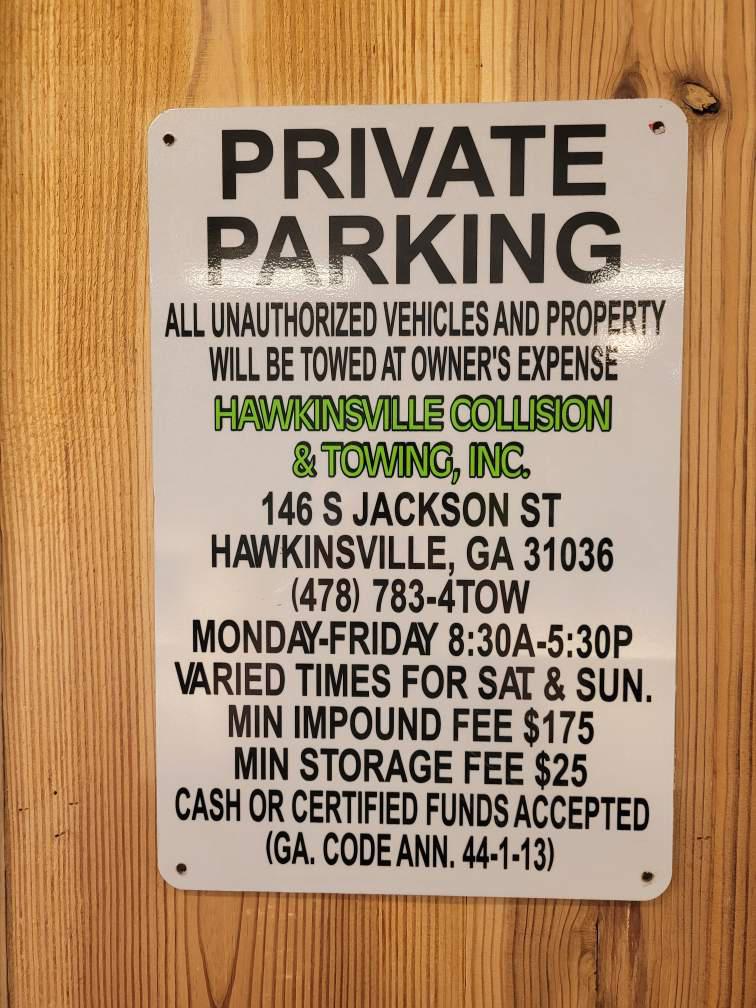 PRIVATE
PARKING
ALL UNAUTHORIZED VEHICLES AND PROPERTY
WILL BE TOWED AT OWNER'S EXPENSE
HAWKINSVILLE COLLISION
& TOWING, INC.
146 S JACKSON ST
HAWKINSVILLE, GA 31036
(478) 783-4TOW
MONDAY-FRIDAY 8:30A-5:30P
VARIED TIMES FOR SAT. & SUN.
MIN IMPOUND FEE $175
MIN STORAGE FEE $25
CASH OR CERTIFIED FUNDS ACCEPTED
(GA. CODE ANN. 44-1-13)